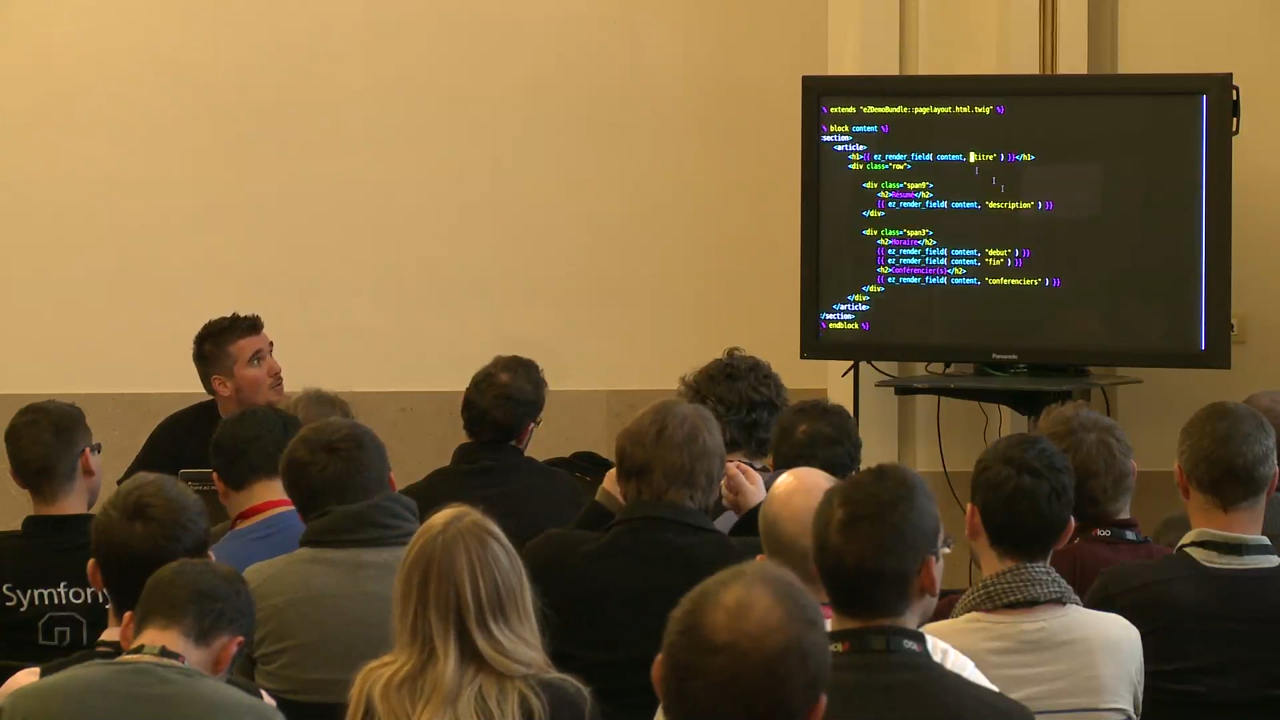 % extends "eZDemoBundle::pagelayout.html.twig" %}
% block content %}
section>
<article>
<h1>{{ ez_render_field( content, "titre" ) }}</h1>
<div class="row">
<div class="span9">
<h2>Résumé</h2>
{{ ez_render_field( content, "description" ) }}
</div>
<div class="span3">
<h2>Horaire</h2>
{{ ez_render_field( content, "debut" ) }}
{{ ez_render_field( content, "fin" ) }}
<h2>Conférencier(s)</h2>
{{ ez_render_field( content, "conferenciers" ) }}
</div>
</div>
</article>
/section>
% endblock %}
Panasonic
Symfony